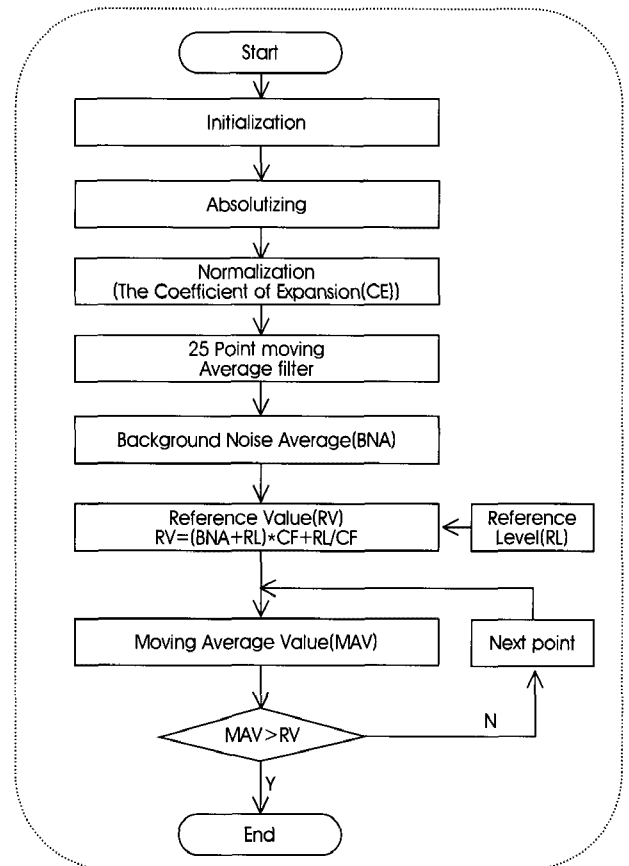 Start
Initialization
Absolutizing
Normalization
(The Coefficient of Expansion(CE))
25 Point moving
Average filter
Background Noise Average(BNA)
Reference Value(RV)
RV=(BNA+RL)*CF+RL/CF
Reference
Level(RL)
Moving Average Value(MAV)
Next point
MAV>RV
N
Y
End